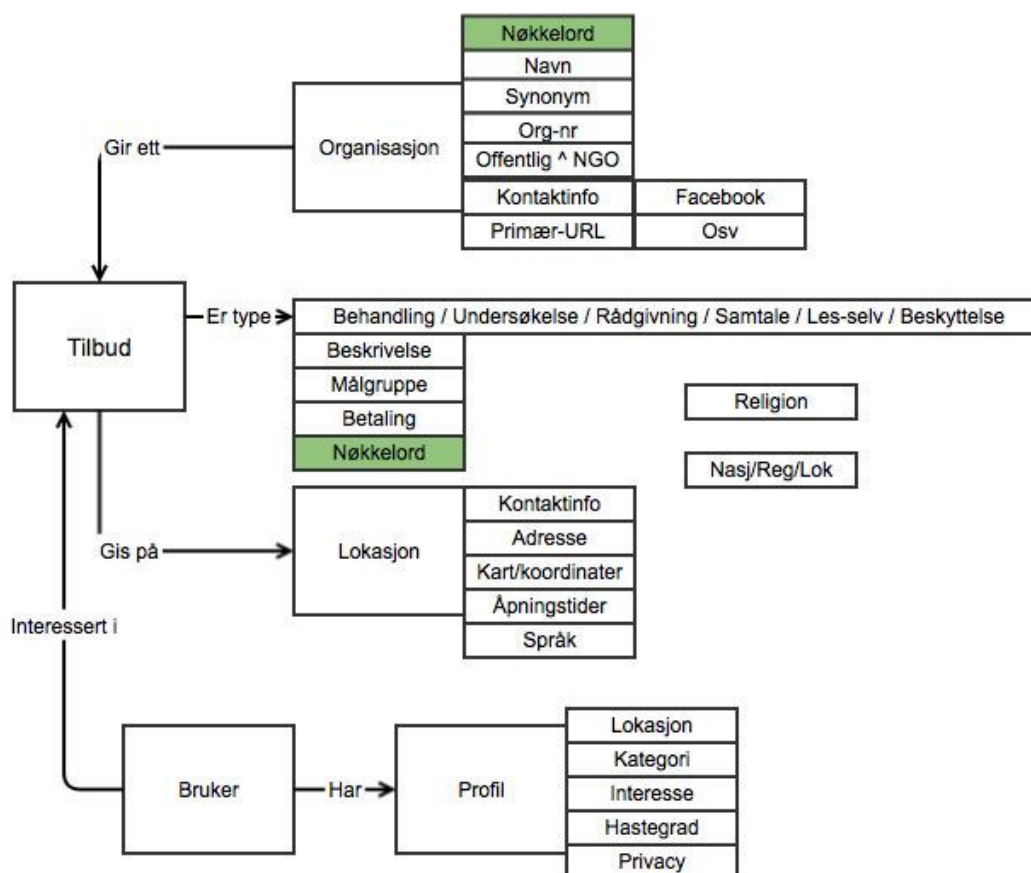 Nøkkelord
Navn
Synonym
Org-nr
Offentlig ^ NGO
Organisasjon
Gir ett
Kontaktinfo
Facebook
Primær-URL
Osv
Tilbud
Er type
Behandling / Undersøkelse / Rådgivning / Samtale / Les-selv / Beskyttelse
Beskrivelse
Målgruppe
Betaling
Nøkkelord
Religion
Nasj/Reg/Lok
Gis på
Lokasjon
Kontaktinfo
Adresse
Kart/koordinater
Åpningstider
Språk
Interessert i
Bruker
Har
Profil
Lokasjon
Kategori
Interesse
Hastegrad
Privacy